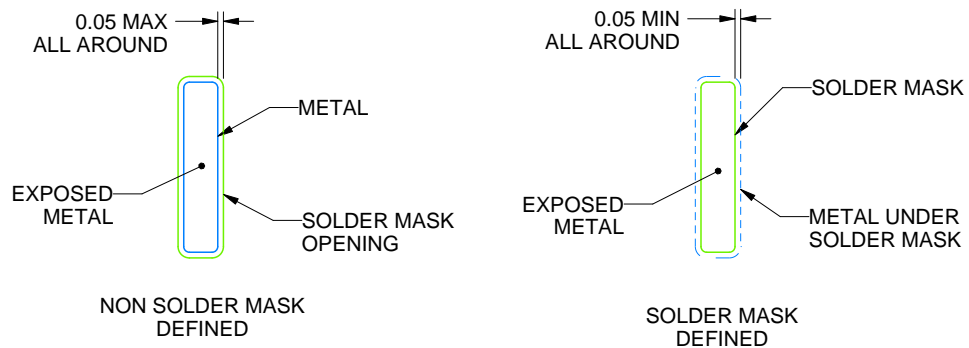 0.05 MAX
ALL AROUND
METAL
EXPOSED
METAL
SOLDER MASK
OPENING
NON SOLDER MASK
DEFINED
0.05 MIN
ALL AROUND
SOLDER MASK
EXPOSED
METAL
METAL UNDER
SOLDER MASK
SOLDER MASK
DEFINED